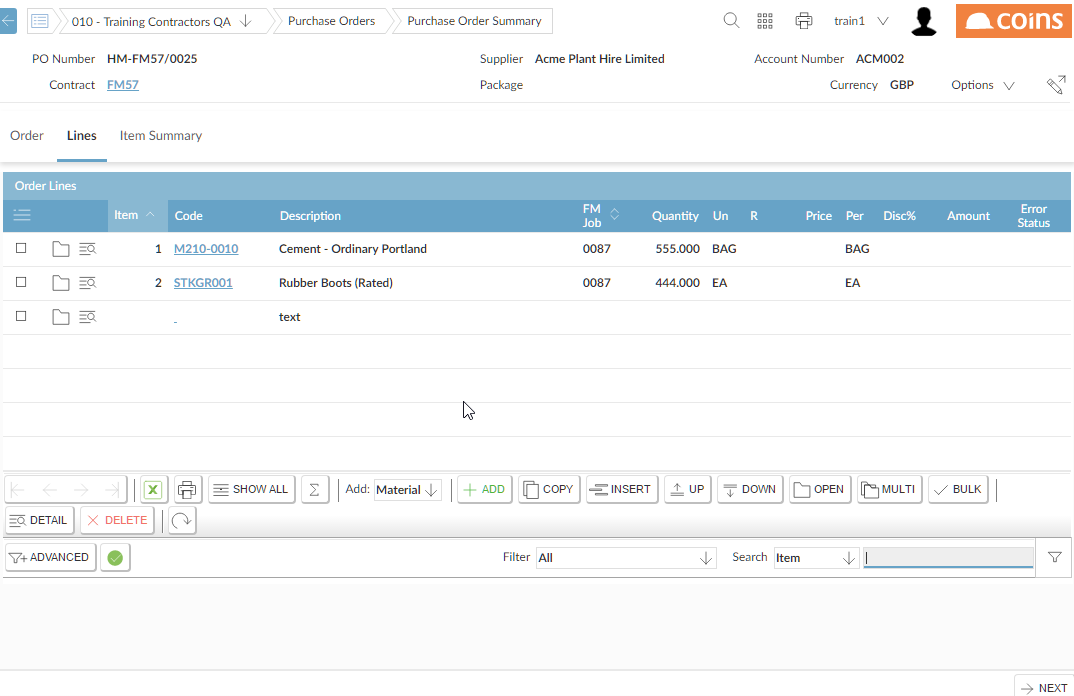 010 - Training Contractors QA Purchase Orders Purchase Order Summary train1 coins
PO Number HM-FM57/0025 Supplier Acme Plant Hire Limited Account Number ACM002
Contract FM57 Package Currency GBP Options
Order Lines Item Summary
Order Lines
Item Code Description FM Job Quantity Un R Price Per Disc% Amount Error Status
1 M210-0010 Cement - Ordinary Portland 0087 555.000 BAG BAG
2 STKGR001 Rubber Boots (Rated) 0087 444.000 EA EA
text
SHOW ALL Σ Add: Material + ADD COPY INSERT UP DOWN OPEN MULTI BULK
DETAIL DELETE
ADVANCED Filter All Search Item
NEXT